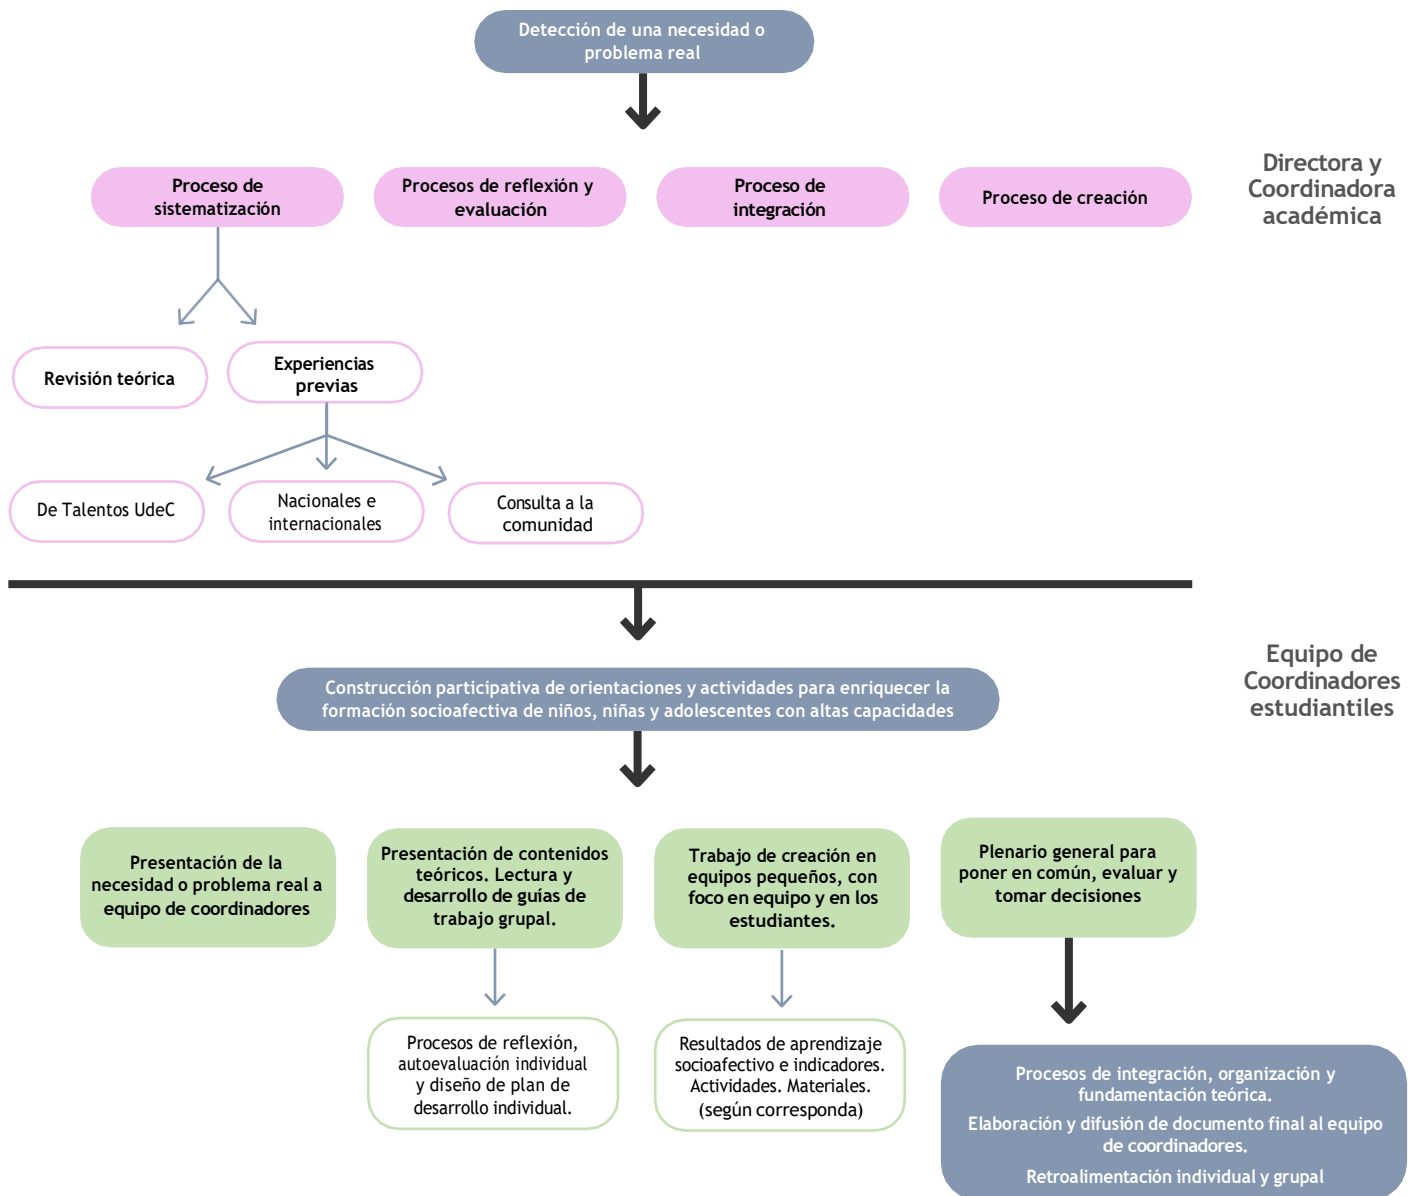 Detección de una necesidad o
problema real
Directora y
Coordinadora
académica
Proceso de
sistematización
Procesos de reflexión y
evaluación
Proceso de
integración
Proceso de creación
Revisión teórica
Experiencias
previas
De Talentos UdeC
Nacionales e
internacionales
Consulta a la
comunidad
Equipo de
Coordinadores
estudiantiles
Construcción participativa de orientaciones y actividades para enriquecer la
formación socioafectiva de niños, niñas y adolescentes con altas capacidades
Presentación de la
necesidad o problema real a
equipo de coordinadores
Presentación de contenidos
teóricos. Lectura y
desarrollo de guías de
trabajo grupal.
Trabajo de creación en
equipos pequeños, con
foco en equipo y en los
estudiantes.
Plenario general para
poner en común, evaluar y
tomar decisiones
Procesos de reflexión,
autoevaluación individual
y diseño de plan de
desarrollo individual.
Resultados de aprendizaje
socioafectivo e indicadores.
Actividades. Materiales.
(según corresponda)
Procesos de integración, organización y
fundamentación teórica.
Elaboración y difusión de documento final al equipo
de coordinadores.
Retroalimentación individual y grupal